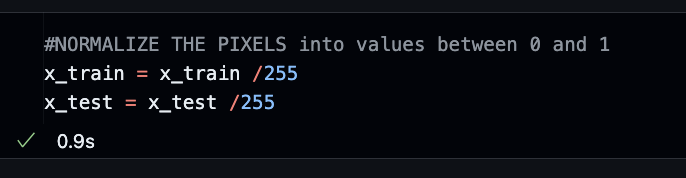 #NORMALIZE THE PIXELS into values between 0 and 1
x_train = x_train /255
x_test = x_test /255
0.9s